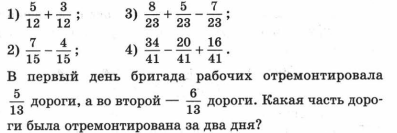 1) 5/12 + 3/12 ; 3) 8/23 + 5/23 − 7/23 ;
2) 7/15 − 4/15 ; 4) 34/41 − 20/41 + 16/41 .
В первый день бригада рабочих отремонтировала
5/13 дороги, а во второй — 6/13 дороги. Какая часть доро-
ги была отремонтирована за два дня?